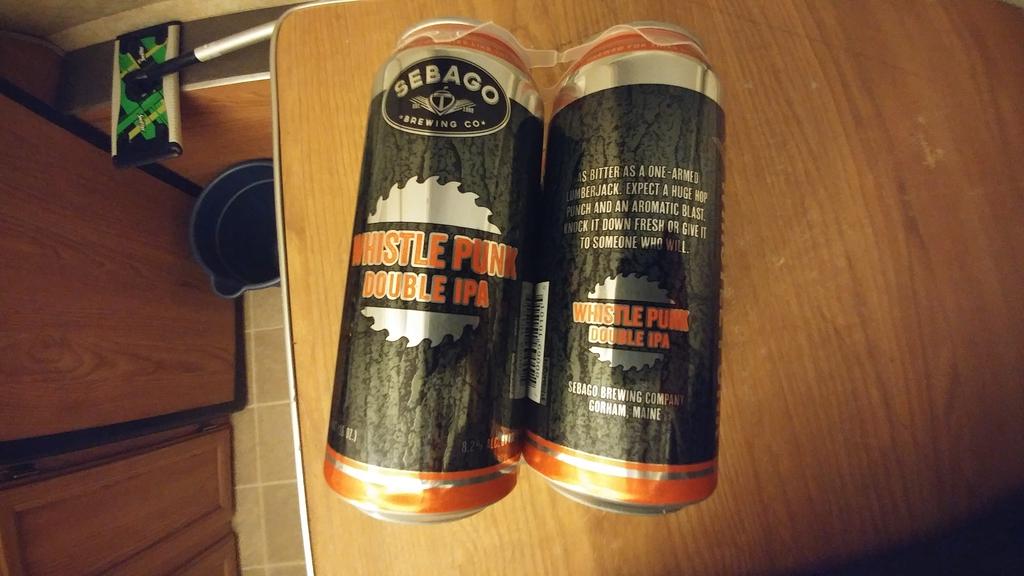 SEBAGO
BREWING CO
WHISTLE PUNK
DOUBLE IPA
8.2% ALC.
AS BITTER AS A ONE-ARMED
LUMBERJACK. EXPECT A HUGE HOP
PUNCH AND AN AROMATIC BLAST.
KNOCK IT DOWN FRESH OR GIVE IT
TO SOMEONE WHO WILL.
WHISTLE PUNK
DOUBLE IPA
SEBAGO BREWING COMPANY
GORHAM, MAINE